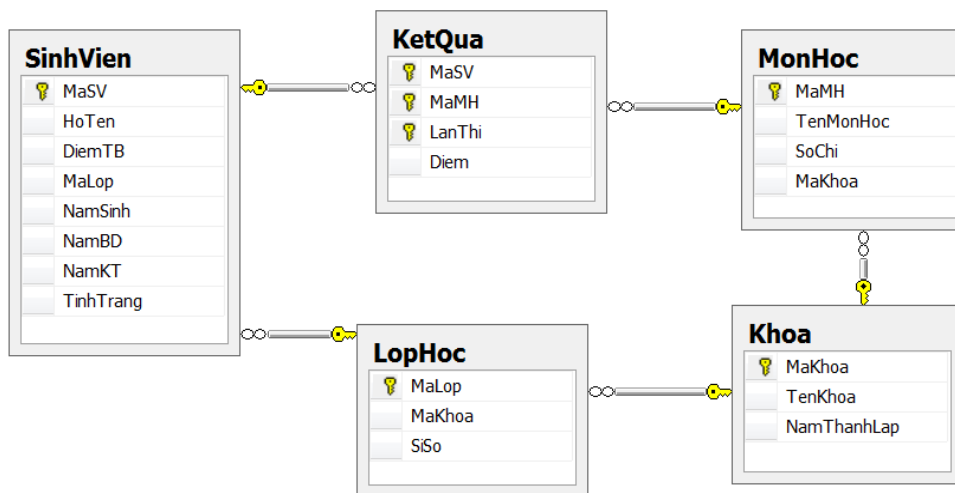 SinhVien
MaSV
HoTen
DiemTB
MaLop
NamSinh
NamBD
NamKT
TinhTrang
KetQua
MaSV
MaMH
LanThi
Diem
MonHoc
MaMH
TenMonHoc
SoChi
MaKhoa
LopHoc
MaLop
MaKhoa
SiSo
Khoa
MaKhoa
TenKhoa
NamThanhLap